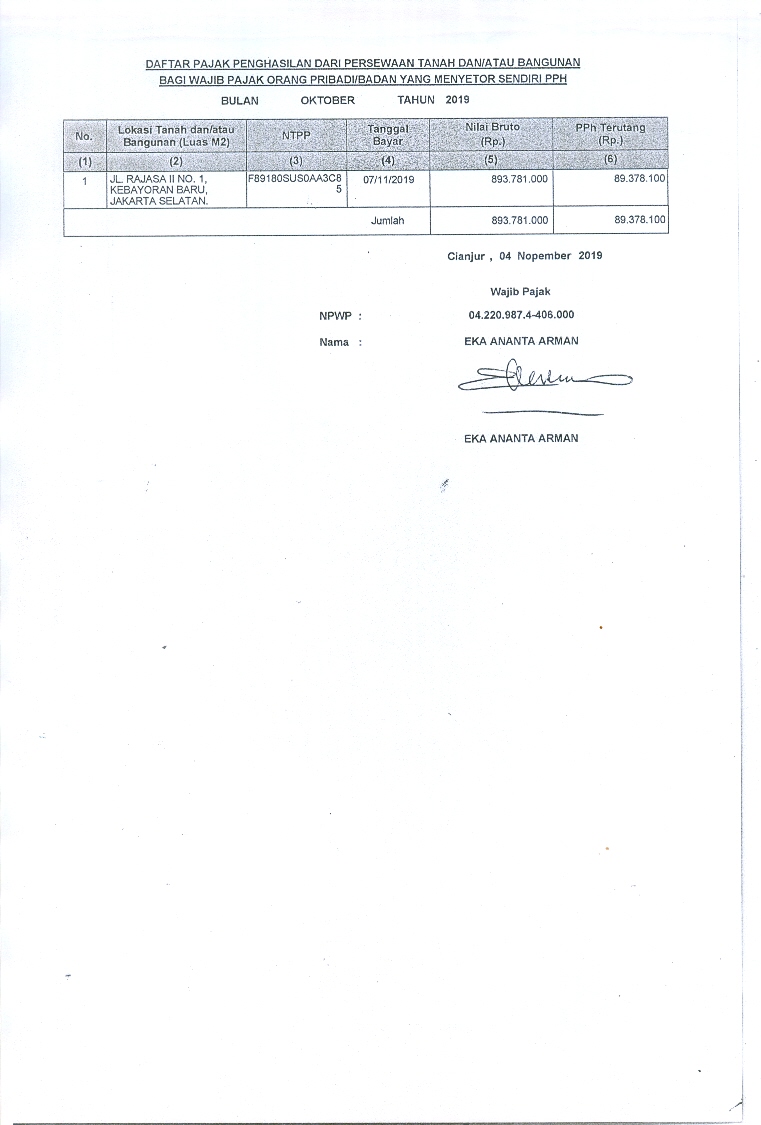 DAFTAR PAJAK PENGHASILAN DARI PERSEWAAN TANAH DAN/ATAU BANGUNAN
BAGI WAJIB PAJAK ORANG PRIBADI/BADAN YANG MENYETOR SENDIRI PPH
BULAN OKTOBER TAHUN 2019
No. Lokasi Tanah dan/atau Bangunan (Luas M2) NTPP Tanggal Bayar Nilai Bruto (Rp.) PPh Terutang (Rp.)
(1) (2) (3) (4) (5) (6)
1 JL. RAJASA II NO. 1, F89180SUS0AA3C8 07/11/2019 893.781.000 89.378.100
KEBAYORAN BARU, 5
JAKARTA SELATAN.
Jumlah 893.781.000 89.378.100
Cianjur , 04 Nopember 2019
Wajib Pajak
NPWP : 04.220.987.4-406.000
Nama : EKA ANANTA ARMAN
EKA ANANTA ARMAN